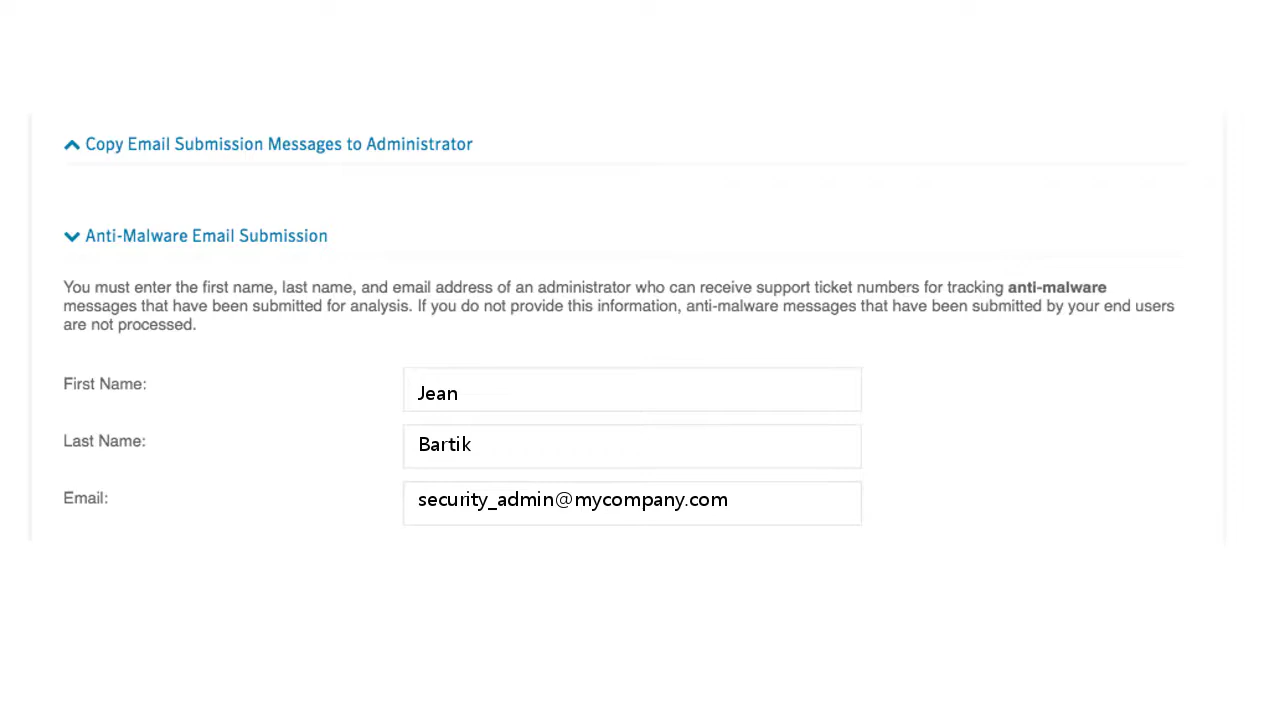 Copy Email Submission Messages to Administrator
Anti-Malware Email Submission
You must enter the first name, last name, and email address of an administrator who can receive support ticket numbers for tracking anti-malware
messages that have been submitted for analysis. If you do not provide this information, anti-malware messages that have been submitted by your end users
are not processed.
First Name: Jean
Last Name: Bartik
Email: security_admin@mycompany.com